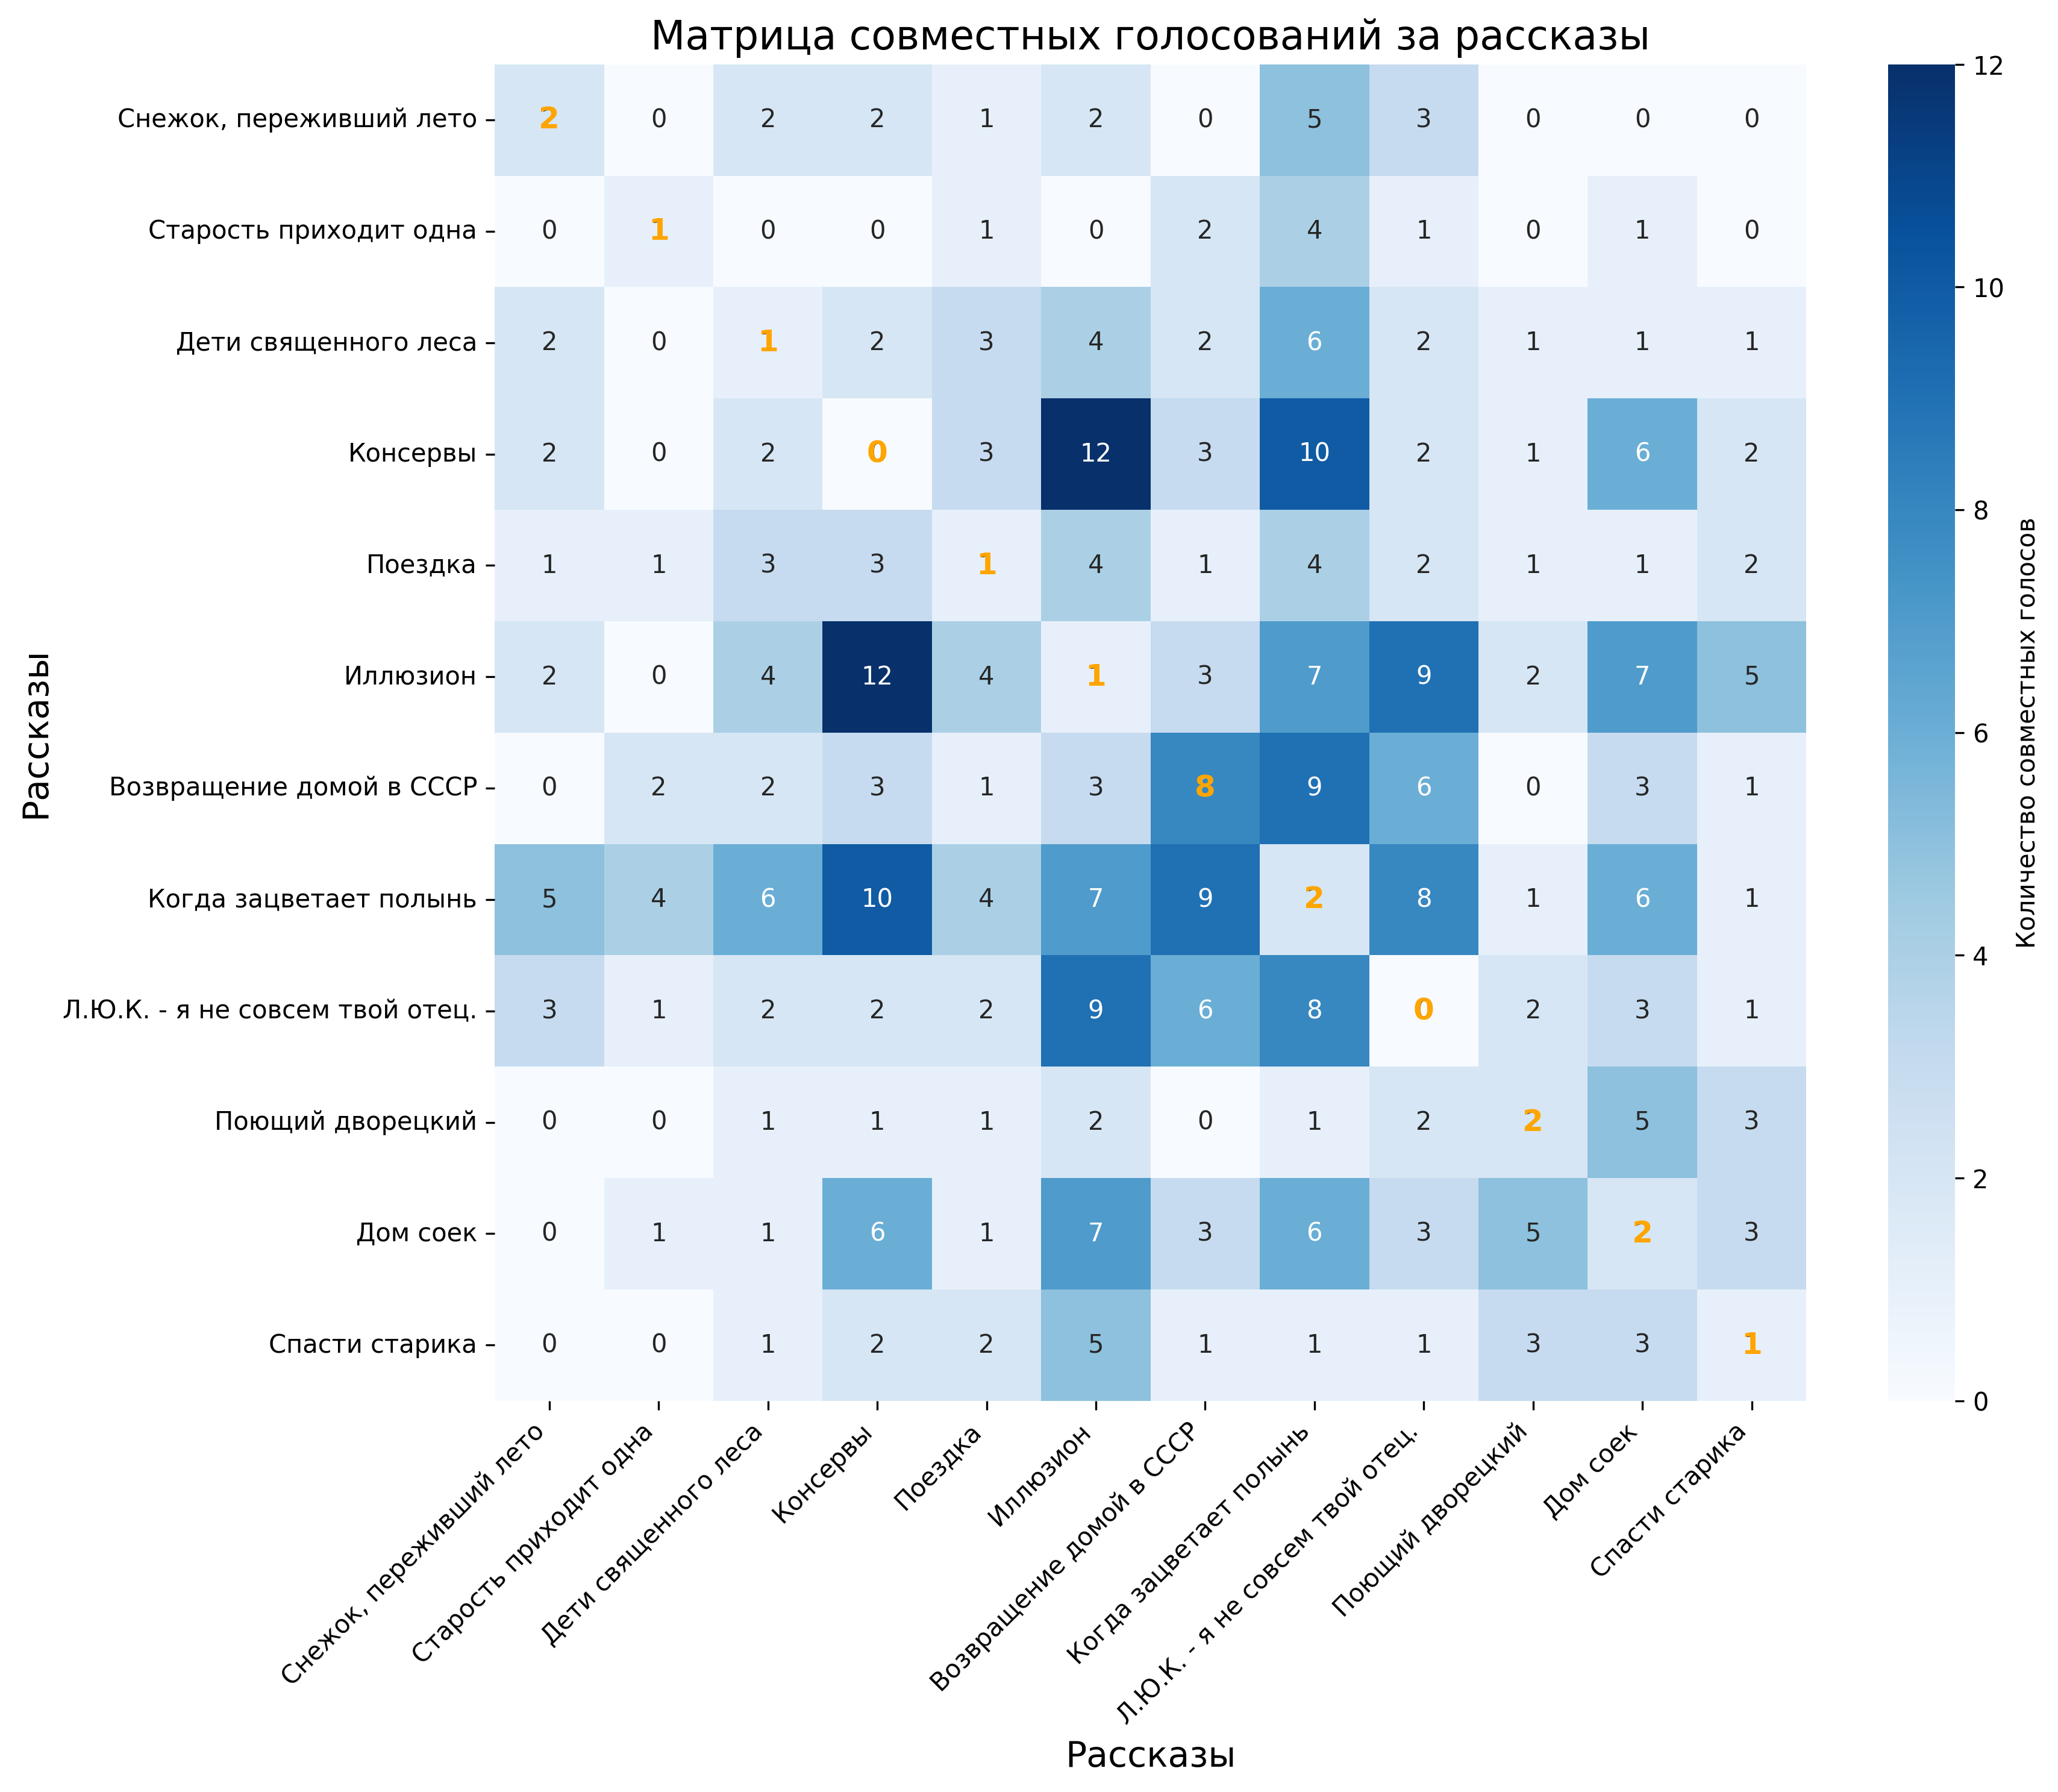 Матрица совместных голосований за рассказы
Снежок, переживший лето 2 0 2 2 1 2 0 5 3 0 0 0
Старость приходит одна 0 1 0 0 1 0 2 4 1 0 1 0
Дети священного леса 2 0 1 2 3 4 2 6 2 1 1 1
Консервы 2 0 2 0 3 12 3 10 2 1 6 2
Поездка 1 1 3 3 1 4 1 4 2 1 1 2
Иллюзион 2 0 4 12 4 1 3 7 9 2 7 5
Возвращение домой в СССР 0 2 2 3 1 3 8 9 6 0 3 1
Когда зацветает полынь 5 4 6 10 4 7 9 2 8 1 6 1
Л.Ю.К. - я не совсем твой отец. 3 1 2 2 2 9 6 8 0 2 3 1
Поющий дворецкий 0 0 1 1 1 2 0 1 2 2 5 3
Дом соек 0 1 1 6 1 7 3 6 3 5 2 3
Спасти старика 0 0 1 2 2 5 1 1 1 3 3 1
Рассказы
Снежок, переживший лето
Старость приходит одна
Дети священного леса
Консервы
Поездка
Иллюзион
Возвращение домой в СССР
Когда зацветает полынь
Л.Ю.К. - я не совсем твой отец.
Поющий дворецкий
Дом соек
Спасти старика
Рассказы
12
10
8
6
4
2
0
Количество совместных голосов